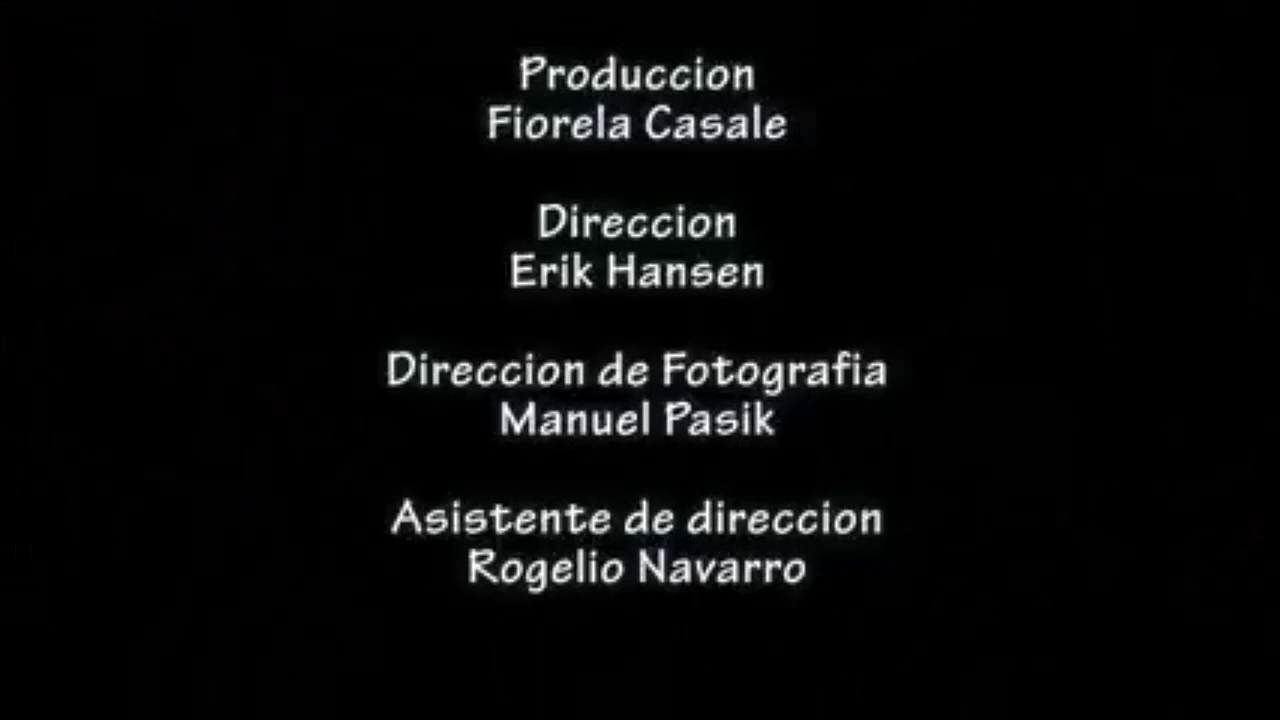 Produccion
Fiorela Casale
Direccion
Erik Hansen
Direccion de Fotografia
Manuel Pasik
Asistente de direccion
Rogelio Navarro